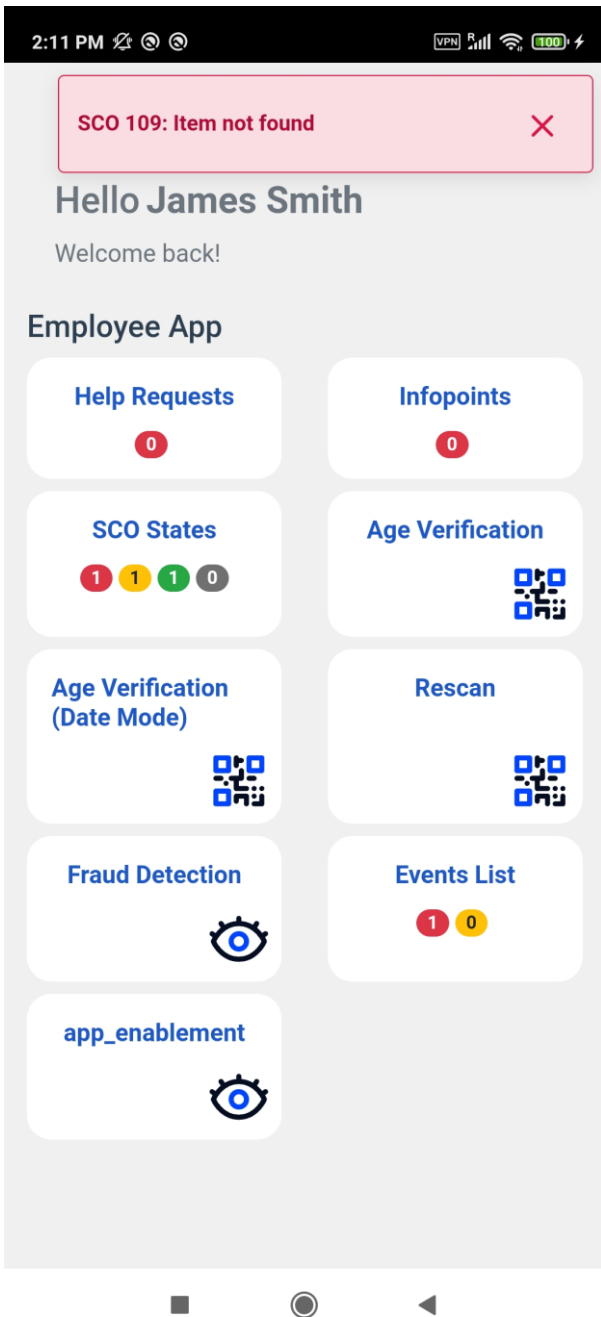 2:11 PM
VPN R 100
SCO 109: Item not found
Hello James Smith
Welcome back!
Employee App
Help Requests
0
Infopoints
0
SCO States
1 1 1 0
Age Verification
Age Verification
(Date Mode)
Rescan
Fraud Detection
Events List
1 0
app_enablement